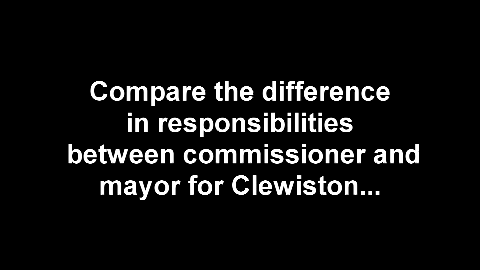 Compare the difference
in responsibilities
between commissioner and
mayor for Clewiston...